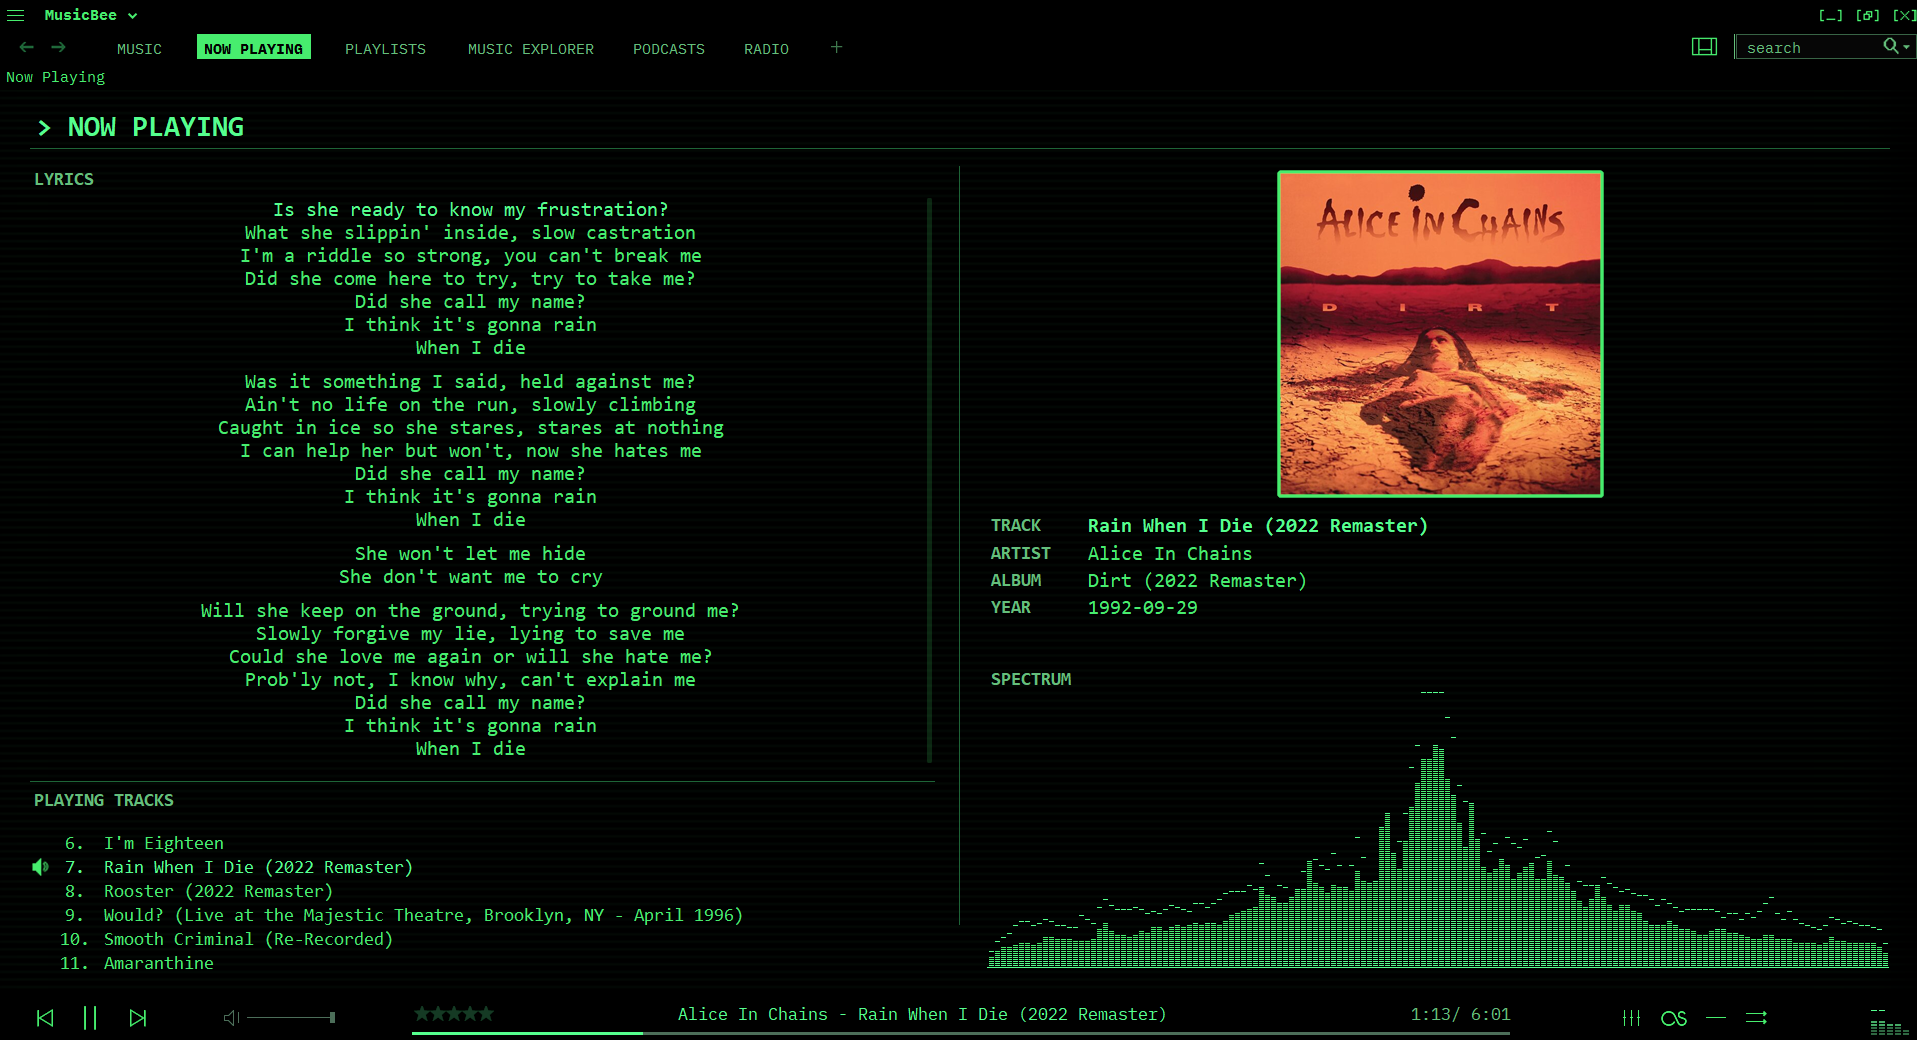 MusicBee
[_] [X]
MUSIC NOW PLAYING PLAYLISTS MUSIC EXPLORER PODCASTS RADIO +
search
Now Playing
> NOW PLAYING
LYRICS
Is she ready to know my frustration?
What she slippin' inside, slow castration
I'm a riddle so strong, you can't break me
Did she come here to try, try to take me?
Did she call my name?
I think it's gonna rain
When I die
Was it something I said, held against me?
Ain't no life on the run, slowly climbing
Caught in ice so she stares, stares at nothing
I can help her but won't, now she hates me
Did she call my name?
I think it's gonna rain
When I die
She won't let me hide
She don't want me to cry
Will she keep on the ground, trying to ground me?
Slowly forgive my lie, lying to save me
Could she love me again or will she hate me?
Prob'ly not, I know why, can't explain me
Did she call my name?
I think it's gonna rain
When I die
PLAYING TRACKS
6. I'm Eighteen
7. Rain When I Die (2022 Remaster)
8. Rooster (2022 Remaster)
9. Would? (Live at the Majestic Theatre, Brooklyn, NY - April 1996)
10. Smooth Criminal (Re-Recorded)
11. Amaranthine
ALICE IN CHAINS
DIRT
TRACK Rain When I Die (2022 Remaster)
ARTIST Alice In Chains
ALBUM Dirt (2022 Remaster)
YEAR 1992-09-29
SPECTRUM
Alice In Chains - Rain When I Die (2022 Remaster)
1:13/ 6:01